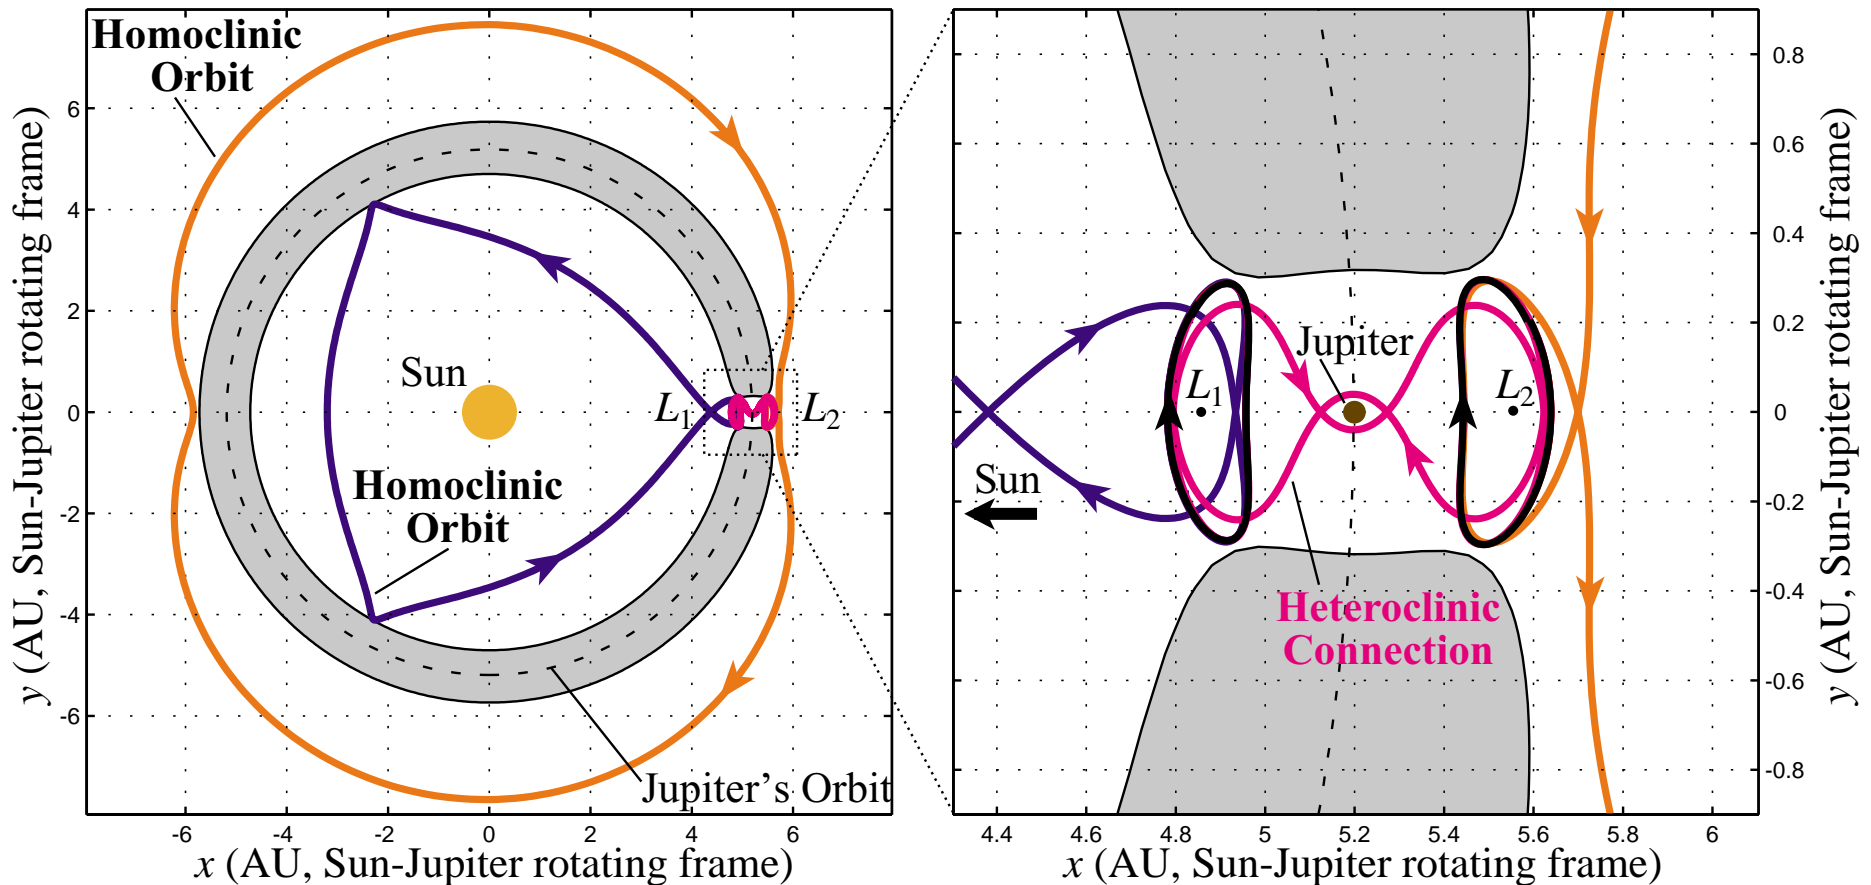 Homoclinic
Orbit
Sun
L1
L2
Homoclinic
Orbit
Jupiter's Orbit
6
4
2
0
-2
-4
-6
-6
-4
-2
0
2
4
6
y (AU, Sun-Jupiter rotating frame)
x (AU, Sun-Jupiter rotating frame)
Jupiter
L1
L2
Sun
Heteroclinic
Connection
0.8
0.6
0.4
0.2
0
-0.2
-0.4
-0.6
-0.8
4.4
4.6
4.8
5
5.2
5.4
5.6
5.8
6
x (AU, Sun-Jupiter rotating frame)
y (AU, Sun-Jupiter rotating frame)